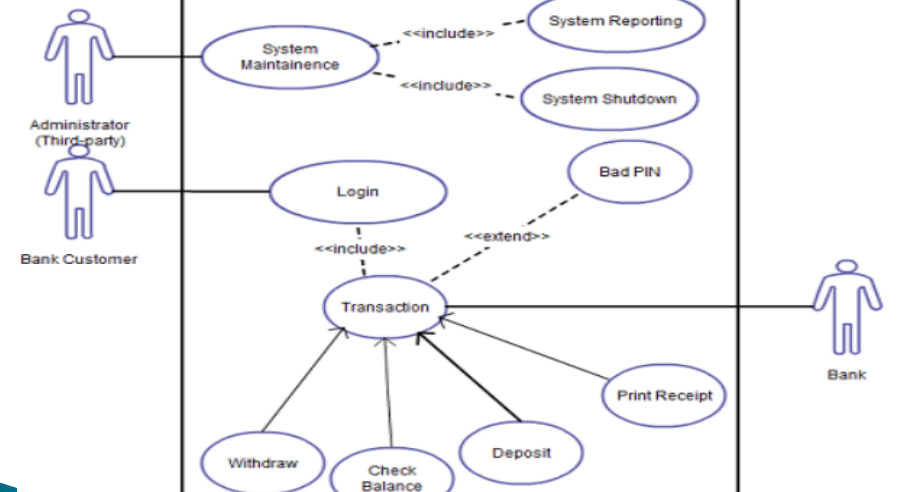 System Reporting
<<include>>
System
Maintainence
<<include>>
System Shutdown
Administrator
(Third-party)
Bad PIN
Login
<<extend>>
<<include>>
Bank Customer
Transaction
Bank
Print Receipt
Deposit
Withdraw
Check
Balance